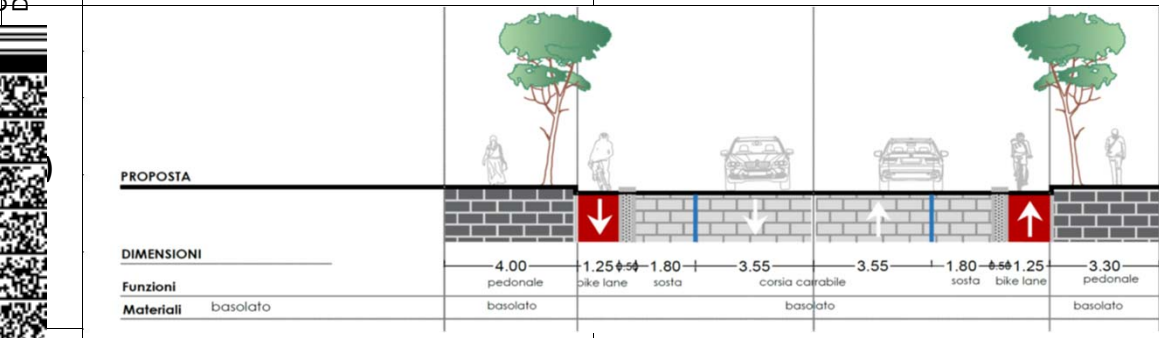 PROPOSTA
DIMENSIONI
4.00 1.25 0.50 1.80 3.55 3.55 1.80 0.50 1.25 3.30
Funzioni pedonale bike lane sosta corsia carrabile sosta bike lane pedonale
Materiali basolato basolato basolato basolato